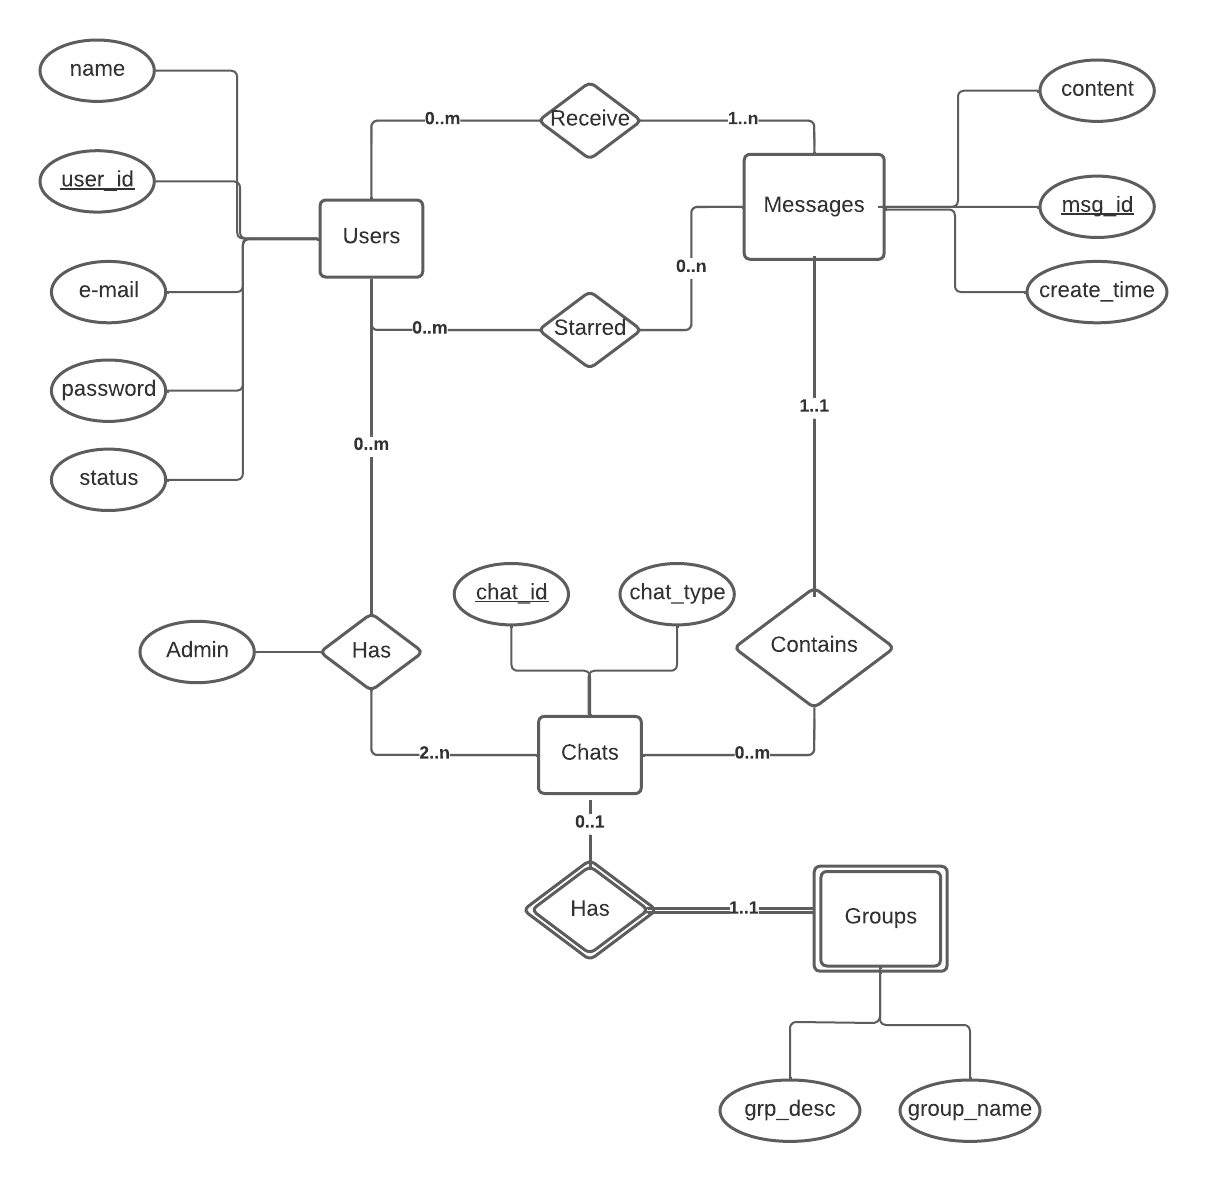 name
content
0..m
Receive
1..n
user_id
Messages
msg_id
Users
0..n
e-mail
create_time
0..m
Starred
password
1..1
0..m
status
chat_id
chat_type
Admin
Has
Contains
2..n
Chats
0..m
0..1
Has
1..1
Groups
grp_desc
group_name